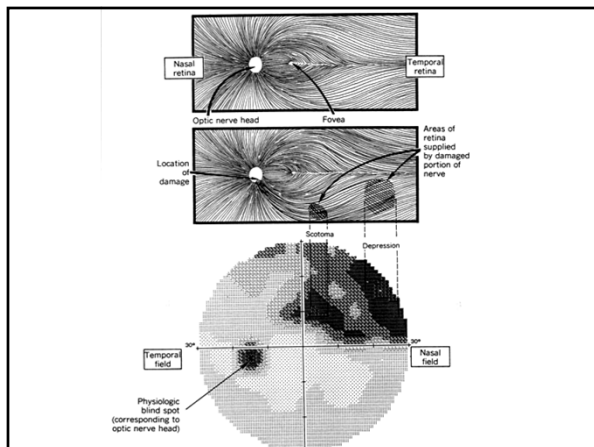 Nasal
retina
Temporal
retina
Optic nerve head
Fovea
Location
of
damage
Areas of
retina
supplied
by damaged
portion of
nerve
Scotoma
Depression
30°
30°
Temporal
field
Nasal
field
Physiologic
blind spot
(corresponding to
optic nerve head)